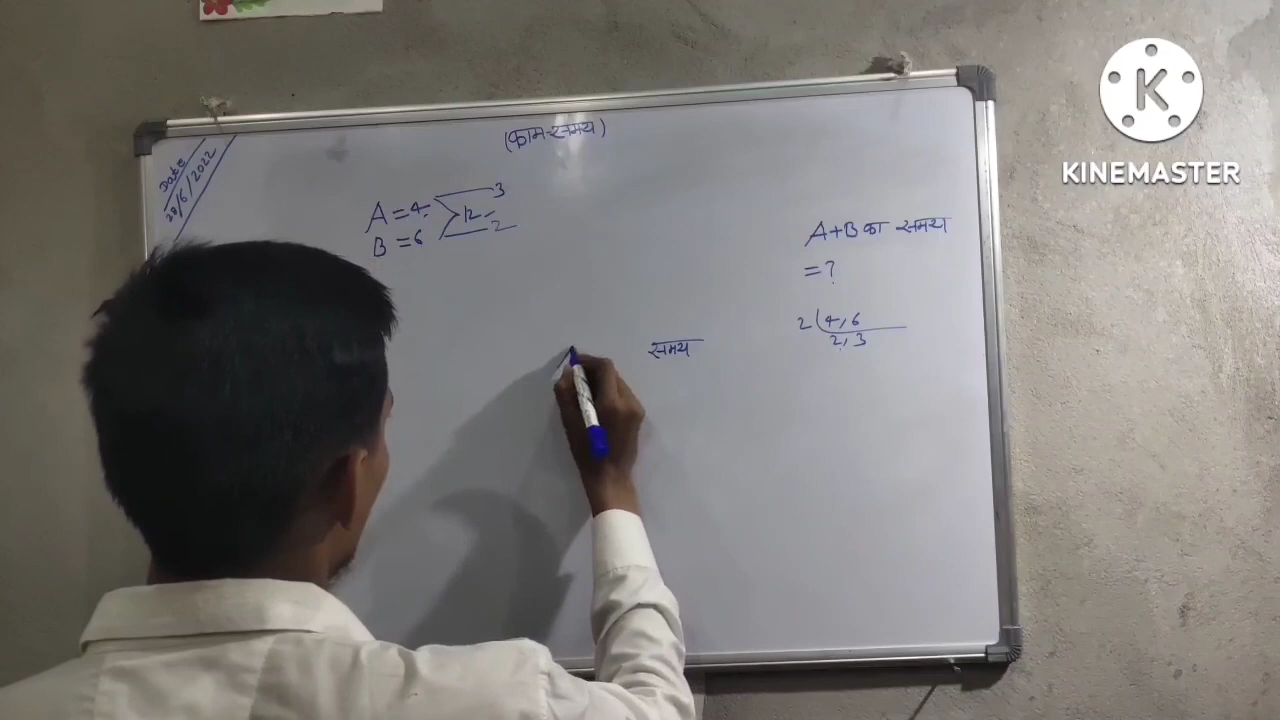 (काम-समय)
Date
28/6/2022
A = 4 3
12
B = 6 2
A+B का समय
= ?
2 4, 6
2, 3
समय
K
KINEMASTER